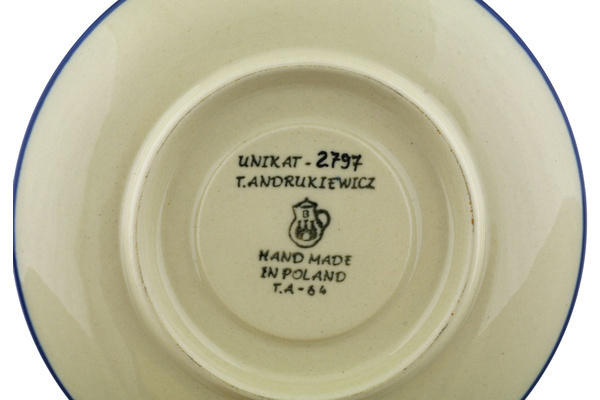 UNIKAT - 2797
T. ANDRUKIEWICZ
B
HAND MADE
IN POLAND
T.A - 64